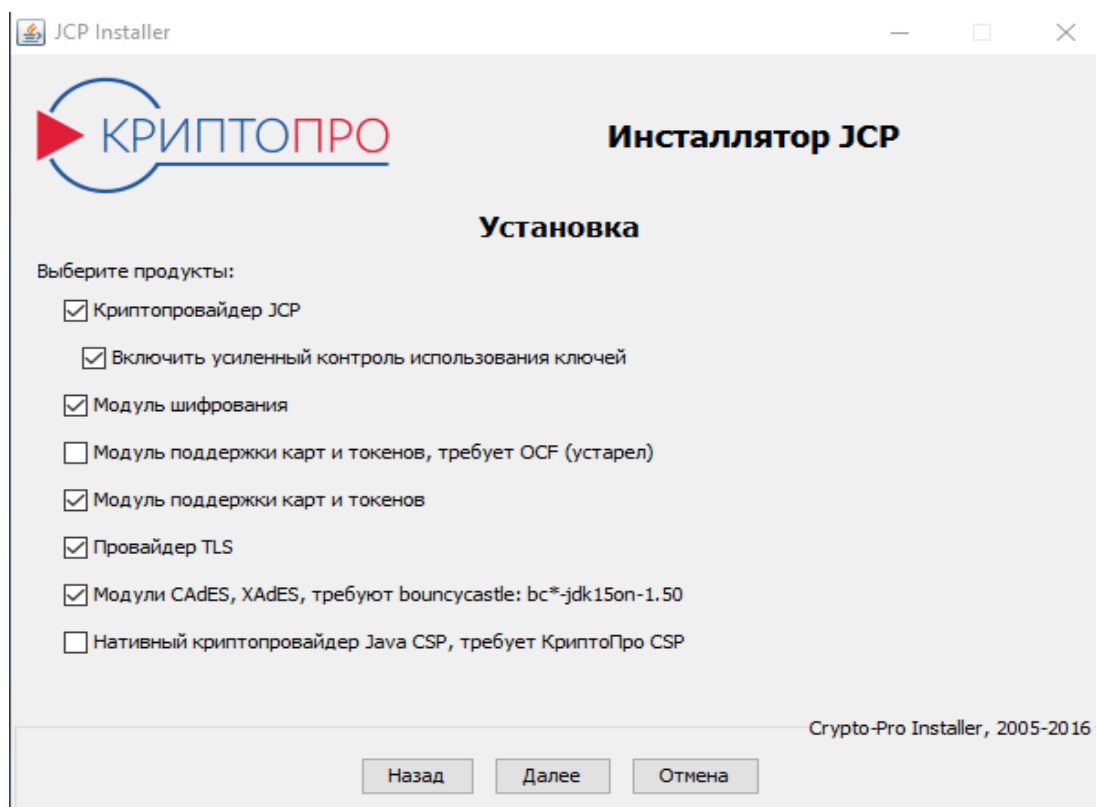 JCP Installer
КРИПТОПРО
Инсталлятор JCP
Установка
Выберите продукты:
Криптопровайдер JCP
Включить усиленный контроль использования ключей
Модуль шифрования
Модуль поддержки карт и токенов, требует OCF (устарел)
Модуль поддержки карт и токенов
Провайдер TLS
Модули CAdES, XAdES, требуют bouncycastle: bc*-jdk15on-1.50
Нативный криптопровайдер Java CSP, требует КриптоПро CSP
Crypto-Pro Installer, 2005-2016
Назад Далее Отмена